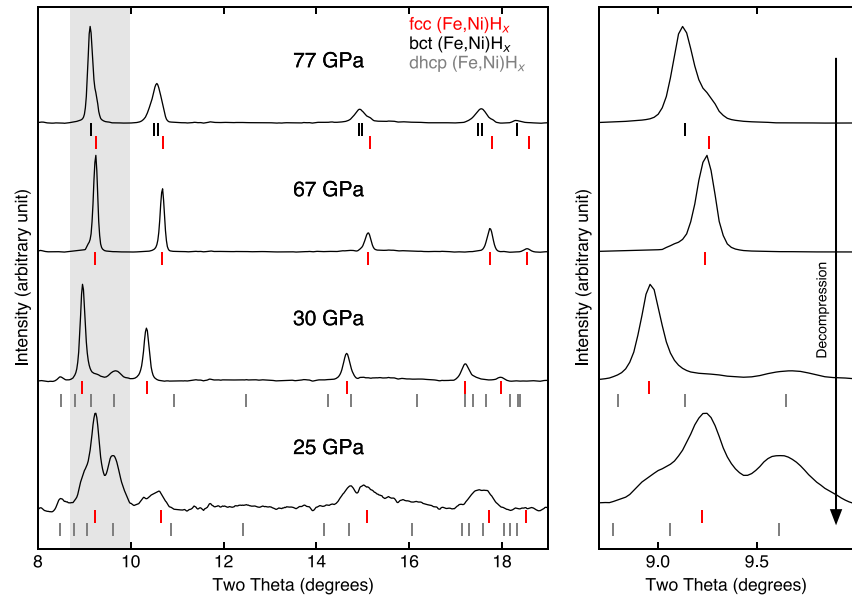 fcc (Fe,Ni)Hx
bct (Fe,Ni)Hx
dhcp (Fe,Ni)Hx
77 GPa
67 GPa
30 GPa
25 GPa
Intensity (arbitrary unit)
8 10 12 14 16 18
Two Theta (degrees)
Intensity (arbitrary unit)
Decompression
9.0 9.5
Two Theta (degrees)